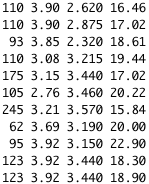 110 3.90 2.620 16.46
110 3.90 2.875 17.02
93 3.85 2.320 18.61
110 3.08 3.215 19.44
175 3.15 3.440 17.02
105 2.76 3.460 20.22
245 3.21 3.570 15.84
62 3.69 3.190 20.00
95 3.92 3.150 22.90
123 3.92 3.440 18.30
123 3.92 3.440 18.90